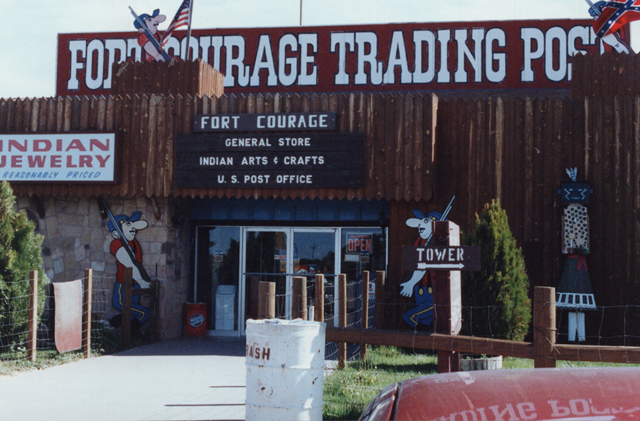 FORT COURAGE TRADING POST
FORT COURAGE
GENERAL STORE
INDIAN ARTS & CRAFTS
U.S. POST OFFICE
INDIAN
JEWELRY
REASONABLY PRICED
OPEN
TOWER
TRASH